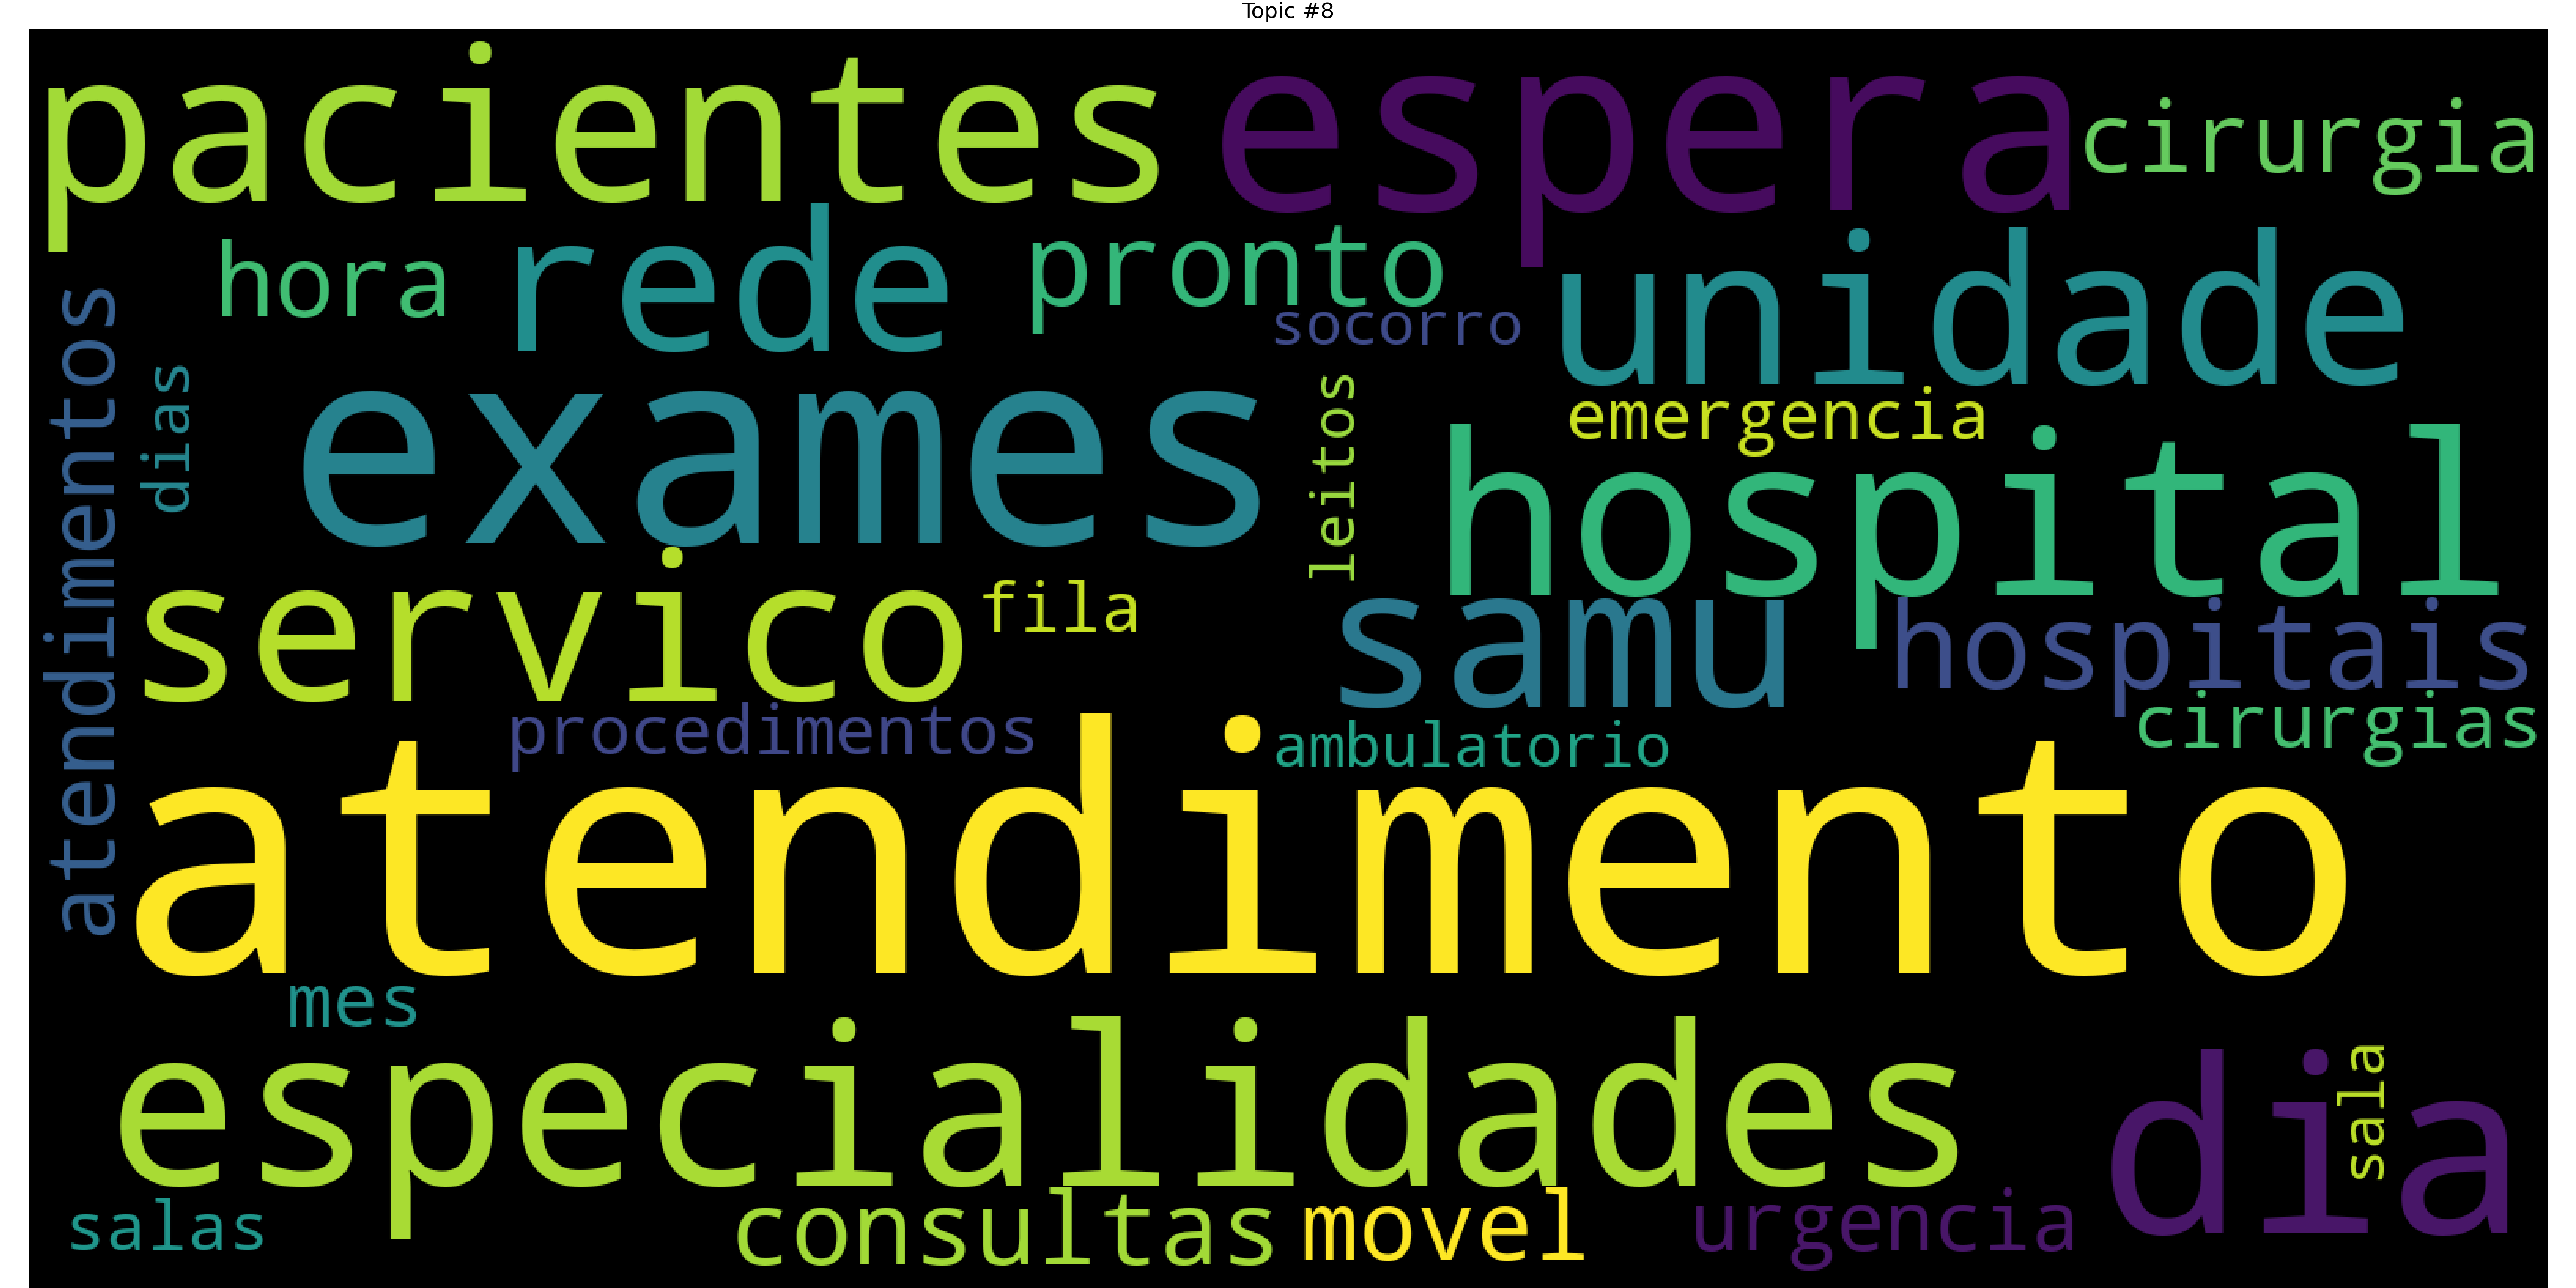 Topic #8
pacientes
espera
cirurgia
hora
rede
pronto
socorro
unidade
atendimentos
dias
exames
leitos
emergencia
hospital
servico
fila
samu
hospitais
procedimentos
ambulatorio
cirurgias
atendimento
mes
especialidades
dia
sala
salas
consultas
movel
urgencia